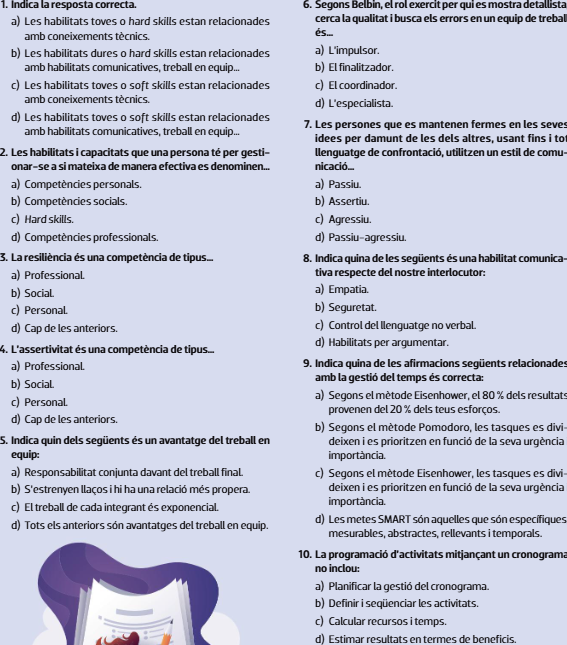 1. Indica la resposta correcta.
a) Les habilitats toves o hard skills estan relacionades
amb coneixements tècnics.
b) Les habilitats dures o hard skills estan relacionades
amb habilitats comunicatives, treball en equip...
c) Les habilitats toves o soft skills estan relacionades
amb coneixements tècnics.
d) Les habilitats toves o soft skills estan relacionades
amb habilitats comunicatives, treball en equip...
2. Les habilitats i capacitats que una persona té per gesti-
onar-se a si mateixa de manera efectiva es denominen...
a) Competències personals.
b) Competències socials.
c) Hard skills.
d) Competències professionals.
3. La resiliència és una competència de tipus...
a) Professional.
b) Social.
c) Personal.
d) Cap de les anteriors.
4. L'assertivitat és una competència de tipus...
a) Professional.
b) Social.
c) Personal.
d) Cap de les anteriors.
5. Indica quin dels següents és un avantatge del treball en
equip:
a) Responsabilitat conjunta davant del treball final.
b) S'estrenyen llaços i hi ha una relació més propera.
c) El treball de cada integrant és exponencial.
d) Tots els anteriors són avantatges del treball en equip.
6. Segons Belbin, el rol exercit per qui es mostra detallista,
cerca la qualitat i busca els errors en un equip de treball
és...
a) L'impulsor.
b) El finalitzador.
c) El coordinador.
d) L'especialista.
7. Les persones que es mantenen fermes en les seves
idees per damunt de les dels altres, usant fins i tot
llenguatge de confrontació, utilitzen un estil de comu-
nicació...
a) Passiu.
b) Assertiu.
c) Agressiu.
d) Passiu-agressiu.
8. Indica quina de les següents és una habilitat comunica-
tiva respecte del nostre interlocutor:
a) Empatia.
b) Seguretat.
c) Control del llenguatge no verbal.
d) Habilitats per argumentar.
9. Indica quina de les afirmacions següents relacionades
amb la gestió del temps és correcta:
a) Segons el mètode Eisenhower, el 80 % dels resultats
provenen del 20 % dels teus esforços.
b) Segons el mètode Pomodoro, les tasques es divi-
deixen i es prioritzen en funció de la seva urgència
importància.
c) Segons el mètode Eisenhower, les tasques es divi-
deixen i es prioritzen en funció de la seva urgència
importància.
d) Les metes SMART són aquelles que són específiques,
mesurables, abstractes, rellevants i temporals.
10. La programació d'activitats mitjançant un cronograma
no inclou:
a) Planificar la gestió del cronograma.
b) Definir i seqüenciar les activitats.
c) Calcular recursos i temps.
d) Estimar resultats en termes de beneficis.